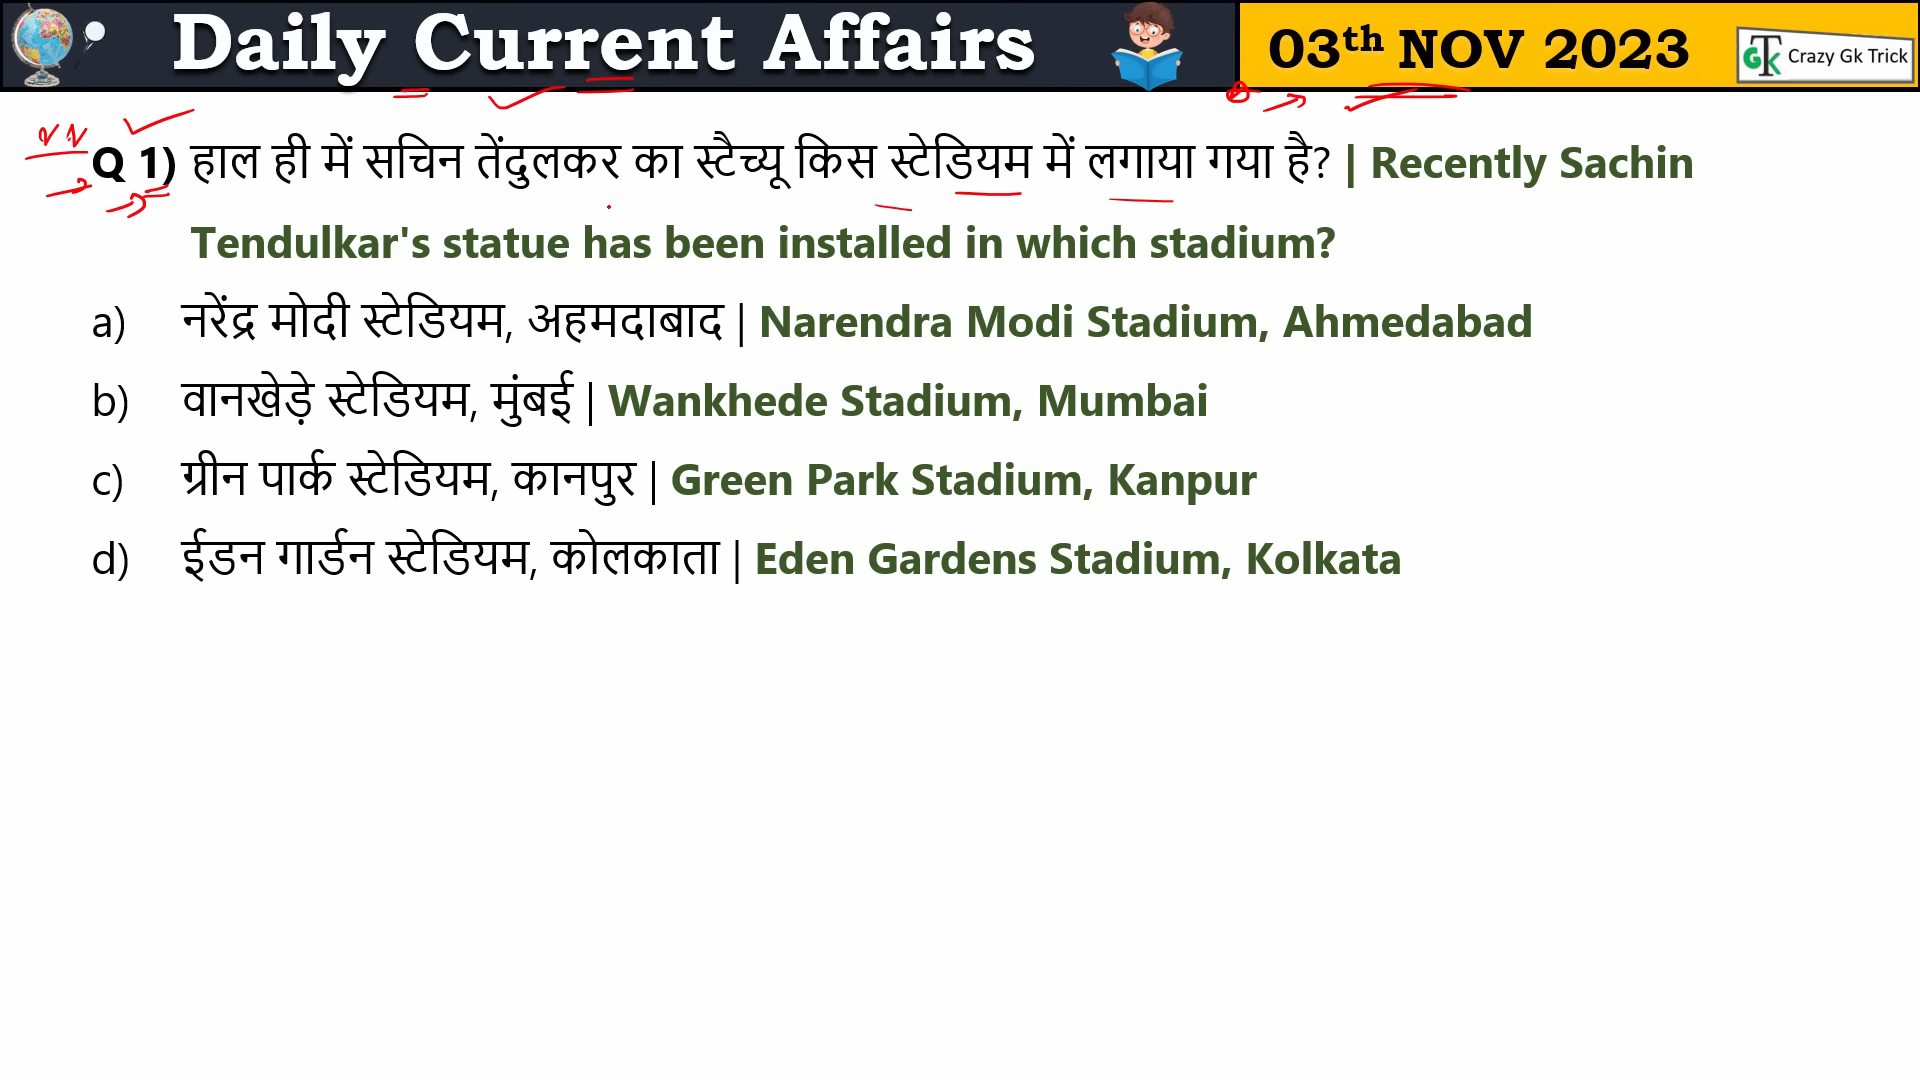 Daily Current Affairs
03th NOV 2023
GTK Crazy Gk Trick
Q 1) हाल ही में सचिन तेंदुलकर का स्टैच्यू किस स्टेडियम में लगाया गया है? | Recently Sachin
Tendulkar's statue has been installed in which stadium?
a) नरेंद्र मोदी स्टेडियम, अहमदाबाद | Narendra Modi Stadium, Ahmedabad
b) वानखेड़े स्टेडियम, मुंबई | Wankhede Stadium, Mumbai
c) ग्रीन पार्क स्टेडियम, कानपुर | Green Park Stadium, Kanpur
d) ईडन गार्डन स्टेडियम, कोलकाता | Eden Gardens Stadium, Kolkata